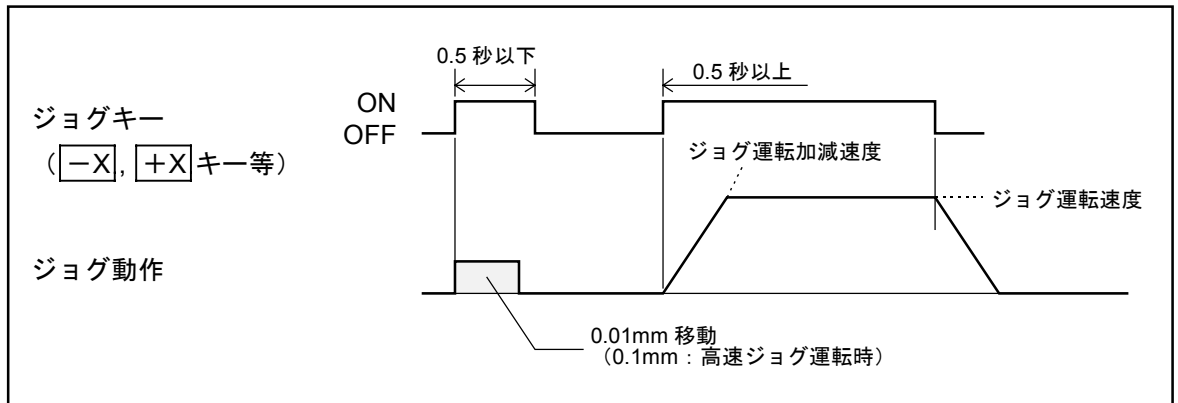 0.5 秒以下
0.5 秒以上
ON
OFF
ジョグキー
（－X, ＋Xキー等）
ジョグ運転加減速度
ジョグ運転速度
ジョグ動作
0.01mm 移動
（0.1mm：高速ジョグ運転時）